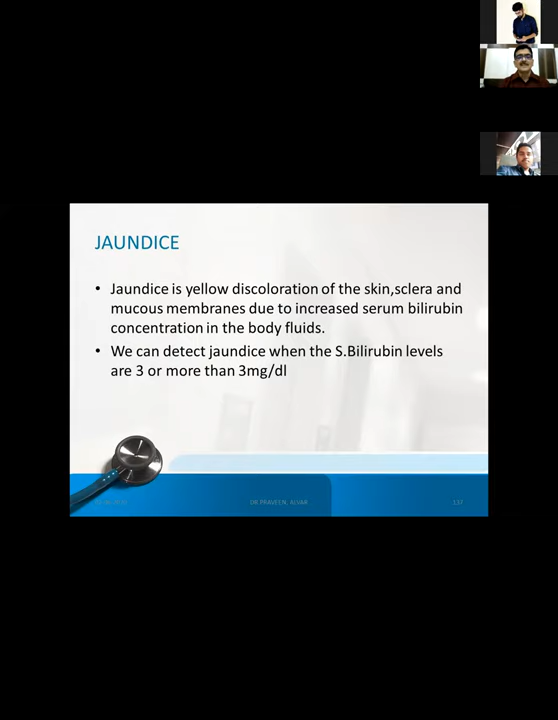 JAUNDICE
• Jaundice is yellow discoloration of the skin,sclera and
mucous membranes due to increased serum bilirubin
concentration in the body fluids.
• We can detect jaundice when the S.Bilirubin levels
are 3 or more than 3mg/dl
DR PRAVEEN, ALVAR
137